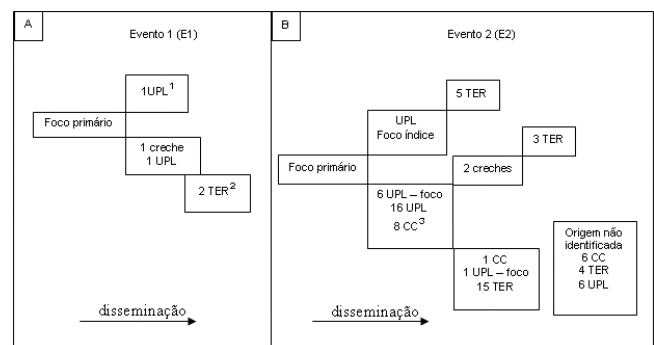 A
Evento 1 (E1)
1UPL¹
Foco primário
1 creche
1 UPL
2 TER²
disseminação
B
Evento 2 (E2)
5 TER
UPL
Foco índice
3 TER
Foco primário
2 creches
6 UPL – foco
16 UPL
8 CC³
1 CC
1 UPL – foco
15 TER
Origem não
identificada
6 CC
4 TER
6 UPL
disseminação